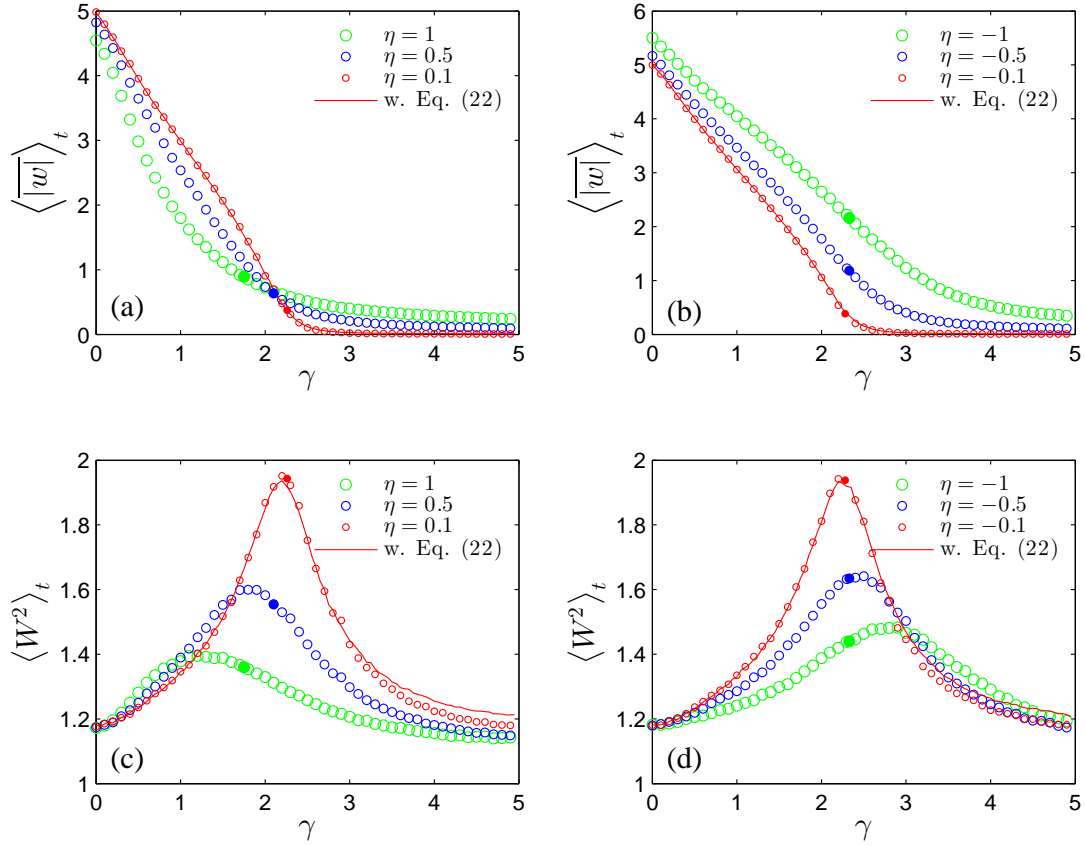 5
4
3
2
1
0
0 1 2 3 4 5
γ
⟨|w|⟩t
(a)
η = 1
η = 0.5
η = 0.1
w. Eq. (22)
6
5
4
3
2
1
0
0 1 2 3 4 5
γ
⟨|w|⟩t
(b)
η = −1
η = −0.5
η = −0.1
w. Eq. (22)
2
1.8
1.6
1.4
1.2
1
0 1 2 3 4 5
γ
⟨W²⟩t
(c)
η = 1
η = 0.5
η = 0.1
w. Eq. (22)
2
1.8
1.6
1.4
1.2
1
0 1 2 3 4 5
γ
⟨W²⟩t
(d)
η = −1
η = −0.5
η = −0.1
w. Eq. (22)